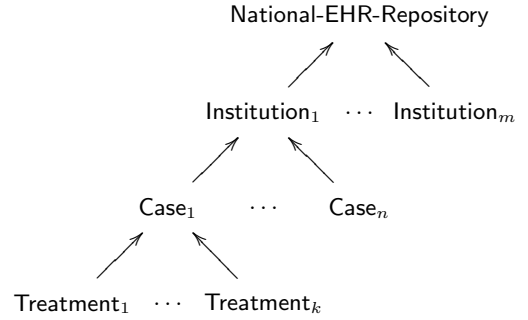 National-EHR-Repository
Institution₁ ··· Institutionₘ
Case₁ ··· Caseₙ
Treatment₁ ··· Treatmentₖ